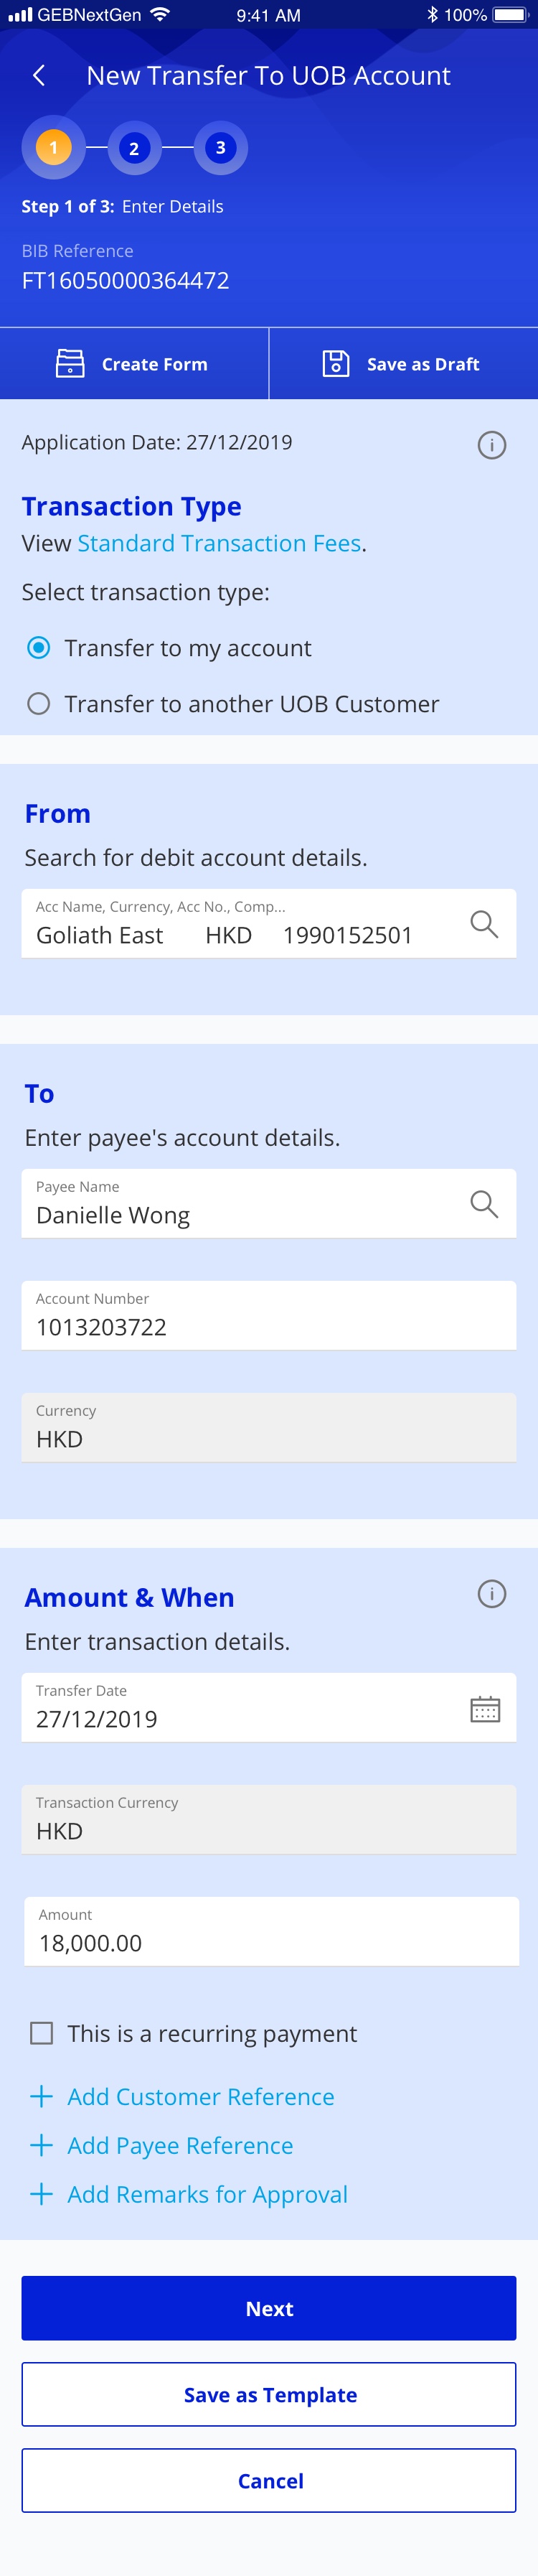 GEBNextGen 9:41 AM 100%
New Transfer To UOB Account
1 2 3
Step 1 of 3: Enter Details
BIB Reference
FT16050000364472
Create Form Save as Draft
Application Date: 27/12/2019
Transaction Type
View Standard Transaction Fees.
Select transaction type:
Transfer to my account
Transfer to another UOB Customer
From
Search for debit account details.
Acc Name, Currency, Acc No., Comp...
Goliath East HKD 1990152501
To
Enter payee's account details.
Payee Name
Danielle Wong
Account Number
1013203722
Currency
HKD
Amount & When
Enter transaction details.
Transfer Date
27/12/2019
Transaction Currency
HKD
Amount
18,000.00
This is a recurring payment
Add Customer Reference
Add Payee Reference
Add Remarks for Approval
Next
Save as Template
Cancel